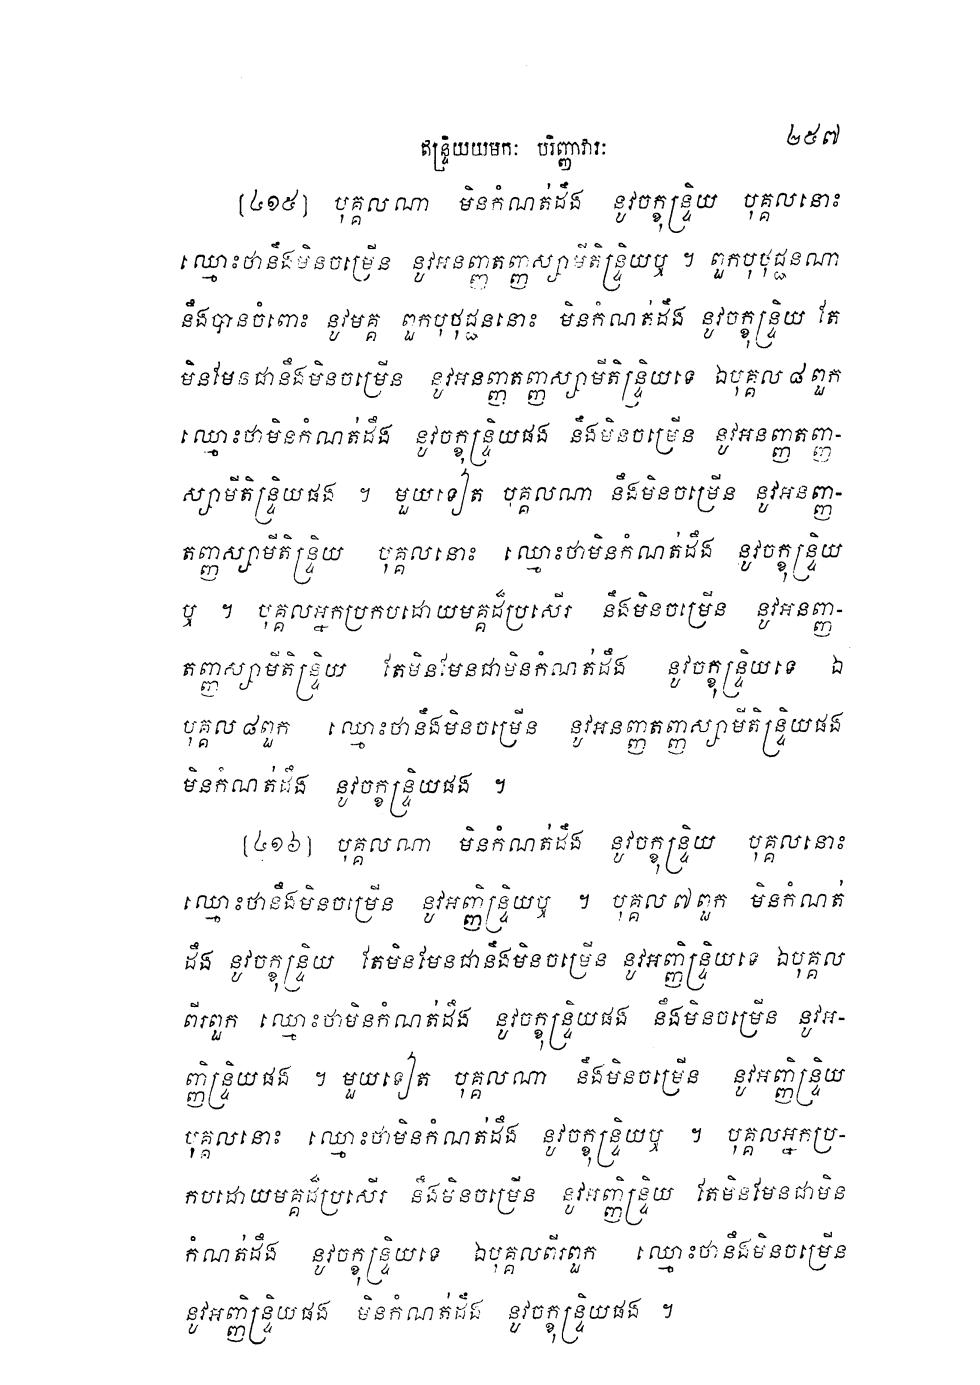 ឥន្ទ្រិយយមកៈ បរិញ្ញាវារៈ ២៥៧
[៤១៥] បុគ្គលណា មិនកំណត់ដឹង នូវចក្ខុន្ទ្រិយ បុគ្គលនោះ
ឈ្មោះថានឹងមិនចម្រើន នូវអនញ្ញាតញ្ញាស្សាមីតិន្ទ្រិយឬ ។ ពួកបុថុជ្ជនណា
នឹងបានចំពោះ នូវមគ្គ ពួកបុថុជ្ជននោះ មិនកំណត់ដឹង នូវចក្ខុន្ទ្រិយ តែ
មិនមែនជានឹងមិនចម្រើន នូវអនញ្ញាតញ្ញាស្សាមីតិន្ទ្រិយទេ ឯបុគ្គល ៨ ពួក
ឈ្មោះថាមិនកំណត់ដឹង នូវចក្ខុន្ទ្រិយផង នឹងមិនចម្រើន នូវអនញ្ញាតញ្ញា-
ស្សាមីតិន្ទ្រិយផង ។ មួយទៀត បុគ្គលណា នឹងមិនចម្រើន នូវអនញ្ញា-
តញ្ញាស្សាមីតិន្ទ្រិយ បុគ្គលនោះ ឈ្មោះថាមិនកំណត់ដឹង នូវចក្ខុន្ទ្រិយ
ឬ ។ បុគ្គលអ្នកប្រកបដោយមគ្គដ៏ប្រសើរ នឹងមិនចម្រើន នូវអនញ្ញា-
តញ្ញាស្សាមីតិន្ទ្រិយ តែមិនមែនជាមិនកំណត់ដឹង នូវចក្ខុន្ទ្រិយទេ ឯ
បុគ្គល ៨ ពួក ឈ្មោះថានឹងមិនចម្រើន នូវអនញ្ញាតញ្ញាស្សាមីតិន្ទ្រិយផង
មិនកំណត់ដឹង នូវចក្ខុន្ទ្រិយផង ។
[៤១៦] បុគ្គលណា មិនកំណត់ដឹង នូវចក្ខុន្ទ្រិយ បុគ្គលនោះ
ឈ្មោះថានឹងមិនចម្រើន នូវអញ្ញិន្ទ្រិយឬ ។ បុគ្គល ៧ ពួក មិនកំណត់
ដឹង នូវចក្ខុន្ទ្រិយ តែមិនមែនជានឹងមិនចម្រើន នូវអញ្ញិន្ទ្រិយទេ ឯបុគ្គល
ពីរពួក ឈ្មោះថាមិនកំណត់ដឹង នូវចក្ខុន្ទ្រិយផង នឹងមិនចម្រើន នូវអ-
ញ្ញិន្ទ្រិយផង ។ មួយទៀត បុគ្គលណា នឹងមិនចម្រើន នូវអញ្ញិន្ទ្រិយ
បុគ្គលនោះ ឈ្មោះថាមិនកំណត់ដឹង នូវចក្ខុន្ទ្រិយឬ ។ បុគ្គលអ្នកប្រ-
កបដោយមគ្គដ៏ប្រសើរ នឹងមិនចម្រើន នូវអញ្ញិន្ទ្រិយ តែមិនមែនជាមិន
កំណត់ដឹង នូវចក្ខុន្ទ្រិយទេ ឯបុគ្គលពីរពួក ឈ្មោះថានឹងមិនចម្រើន
នូវអញ្ញិន្ទ្រិយផង មិនកំណត់ដឹង នូវចក្ខុន្ទ្រិយផង ។